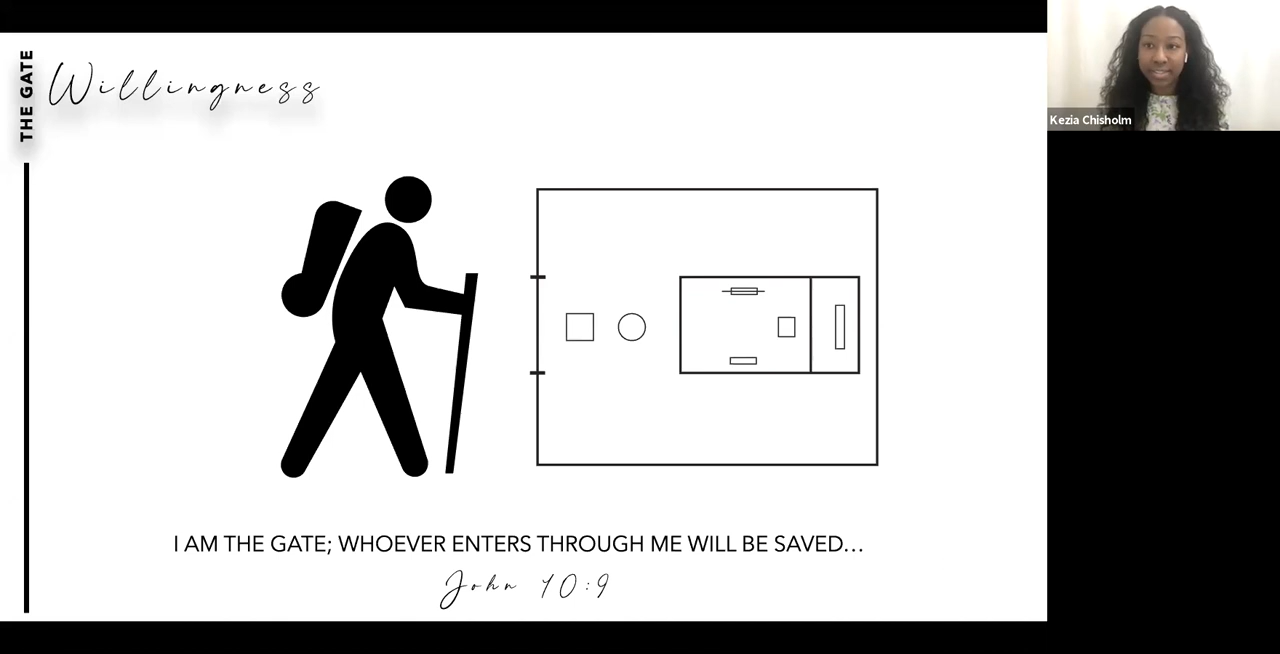 THE GATE
Willingness
Kezia Chisholm
I AM THE GATE; WHOEVER ENTERS THROUGH ME WILL BE SAVED...
John 10:9